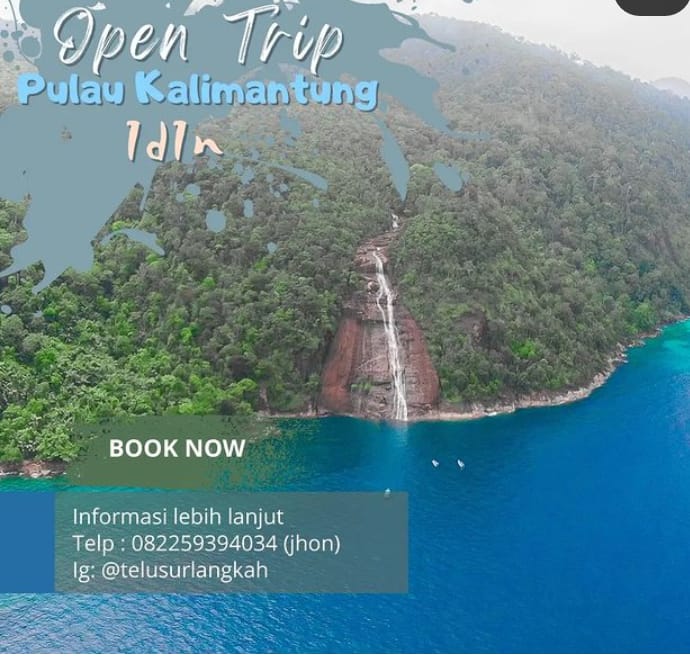 Open Trip
Pulau Kalimantung
1d1n
BOOK NOW
Informasi lebih lanjut
Telp : 082259394034 (jhon)
Ig: @telusurlangkah